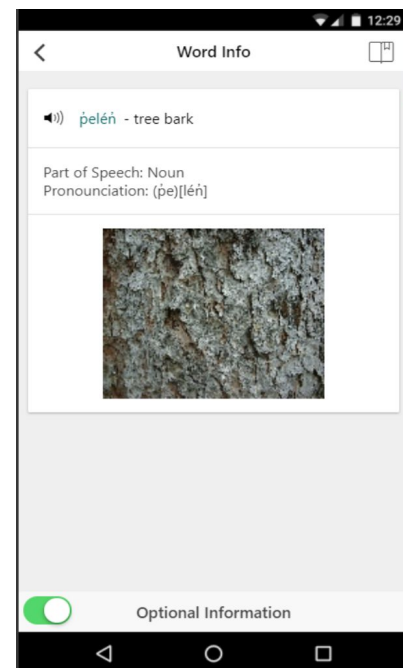 12:29
Word Info
ṗeléṅ - tree bark
Part of Speech: Noun
Pronounciation: (ṗe)[léṅ]
Optional Information